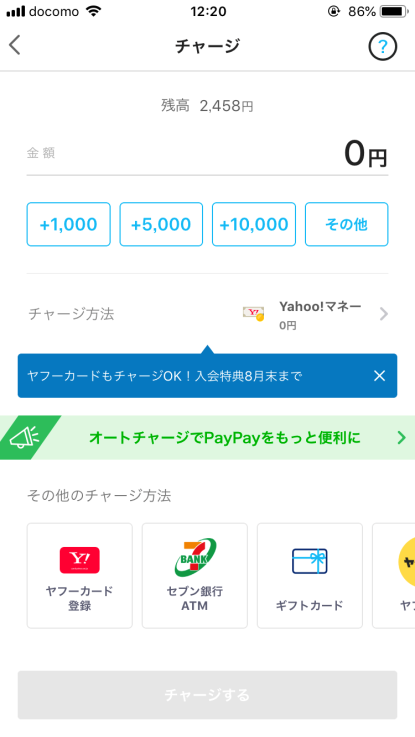 docomo 12:20 86%
チャージ ?
残高 2,458円
金額 0円
+1,000 +5,000 +10,000 その他
チャージ方法 Yahoo!マネー
0円
ヤフーカードもチャージOK！入会特典8月末まで ×
オートチャージでPayPayをもっと便利に
その他のチャージ方法
Y!
7 ELEVEN BANK
ヤフーカード
登録
セブン銀行
ATM
ギフトカード
チャージする